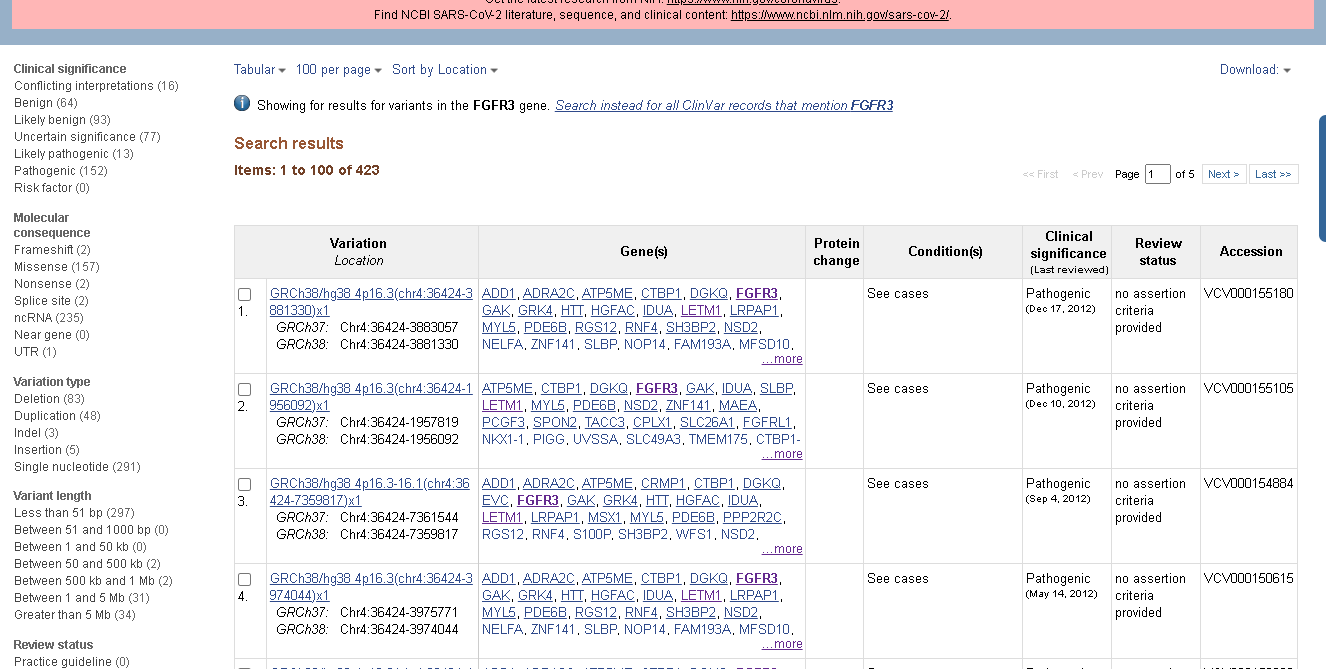 Get the latest research from NIH: https://www.nih.gov/coronavirus.
Find NCBI SARS-CoV-2 literature, sequence, and clinical content: https://www.ncbi.nlm.nih.gov/sars-cov-2/.
Clinical significance
Conflicting interpretations (16)
Benign (64)
Likely benign (93)
Uncertain significance (77)
Likely pathogenic (13)
Pathogenic (152)
Risk factor (0)
Molecular
consequence
Frameshift (2)
Missense (157)
Nonsense (2)
Splice site (2)
ncRNA (235)
Near gene (0)
UTR (1)
Variation type
Deletion (83)
Duplication (48)
Indel (3)
Insertion (5)
Single nucleotide (291)
Variant length
Less than 51 bp (297)
Between 51 and 1000 bp (0)
Between 1 and 50 kb (0)
Between 50 and 500 kb (2)
Between 500 kb and 1 Mb (2)
Between 1 and 5 Mb (31)
Greater than 5 Mb (34)
Review status
Practice guideline (0)
Tabular 100 per page Sort by Location Download:
Showing for results for variants in the FGFR3 gene. Search instead for all ClinVar records that mention FGFR3
Search results
Items: 1 to 100 of 423
<< First < Prev Page 1 of 5 Next > Last >>
Variation
Location
Gene(s)
Protein
change
Condition(s)
Clinical
significance
(Last reviewed)
Review
status
Accession
1.
GRCh38/hg38 4p16.3(chr4:36424-3
881330)x1
GRCh37: Chr4:36424-3883057
GRCh38: Chr4:36424-3881330
ADD1, ADRA2C, ATP5ME, CTBP1, DGKQ, FGFR3,
GAK, GRK4, HTT, HGFAC, IDUA, LETM1, LRPAP1,
MYL5, PDE6B, RGS12, RNF4, SH3BP2, NSD2,
NELFA, ZNF141, SLBP, NOP14, FAM193A, MFSD10,
...more
See cases
Pathogenic
(Dec 17, 2012)
no assertion
criteria
provided
VCV000155180
2.
GRCh38/hg38 4p16.3(chr4:36424-1
956092)x1
GRCh37: Chr4:36424-1957819
GRCh38: Chr4:36424-1956092
ATP5ME, CTBP1, DGKQ, FGFR3, GAK, IDUA, SLBP,
LETM1, MYL5, PDE6B, NSD2, ZNF141, MAEA,
PCGF3, SPON2, TACC3, CPLX1, SLC26A1, FGFRL1,
NKX1-1, PIGG, UVSSA, SLC49A3, TMEM175, CTBP1-
...more
See cases
Pathogenic
(Dec 10, 2012)
no assertion
criteria
provided
VCV000155105
3.
GRCh38/hg38 4p16.3-16.1(chr4:36
424-7359817)x1
GRCh37: Chr4:36424-7361544
GRCh38: Chr4:36424-7359817
ADD1, ADRA2C, ATP5ME, CRMP1, CTBP1, DGKQ,
EVC, FGFR3, GAK, GRK4, HTT, HGFAC, IDUA,
LETM1, LRPAP1, MSX1, MYL5, PDE6B, PPP2R2C,
RGS12, RNF4, S100P, SH3BP2, WFS1, NSD2,
...more
See cases
Pathogenic
(Sep 4, 2012)
no assertion
criteria
provided
VCV000154884
4.
GRCh38/hg38 4p16.3(chr4:36424-3
974044)x1
GRCh37: Chr4:36424-3975771
GRCh38: Chr4:36424-3974044
ADD1, ADRA2C, ATP5ME, CTBP1, DGKQ, FGFR3,
GAK, GRK4, HTT, HGFAC, IDUA, LETM1, LRPAP1,
MYL5, PDE6B, RGS12, RNF4, SH3BP2, NSD2,
NELFA, ZNF141, SLBP, NOP14, FAM193A, MFSD10,
...more
See cases
Pathogenic
(May 14, 2012)
no assertion
criteria
provided
VCV000150615